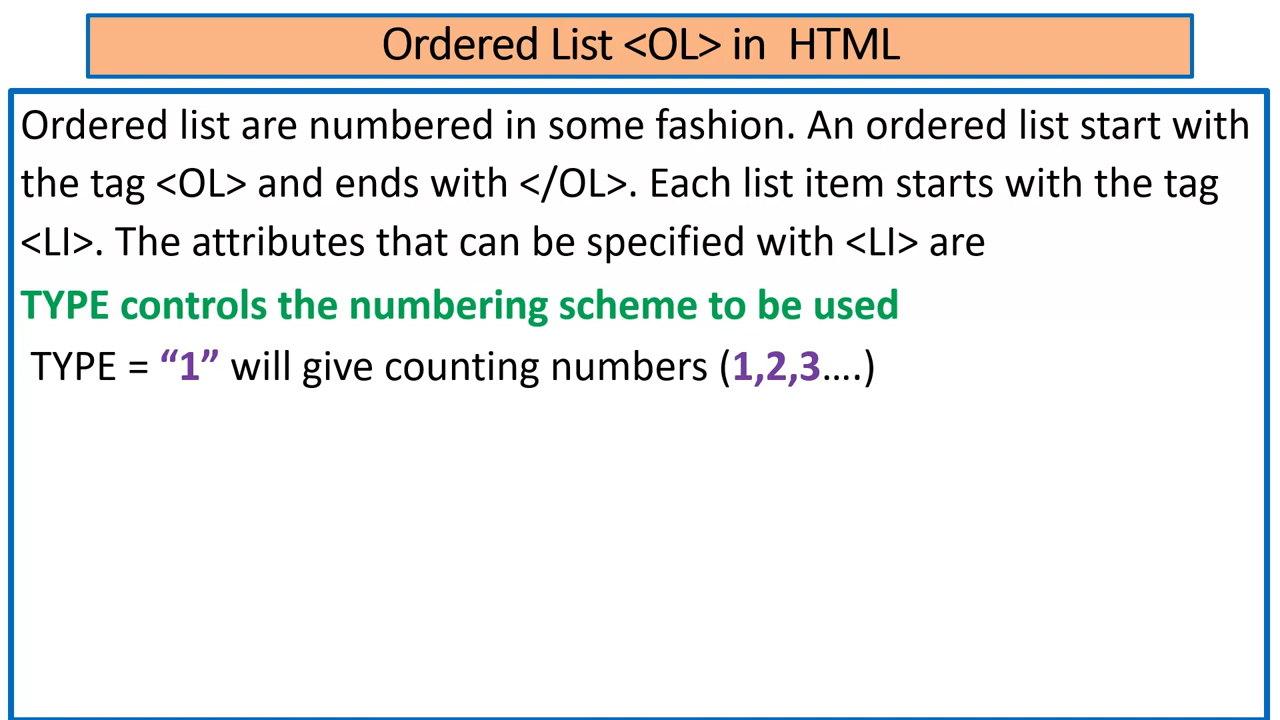 Ordered List <OL> in HTML
Ordered list are numbered in some fashion. An ordered list start with
the tag <OL> and ends with </OL>. Each list item starts with the tag
<LI>. The attributes that can be specified with <LI> are
TYPE controls the numbering scheme to be used
TYPE = “1” will give counting numbers (1,2,3….)